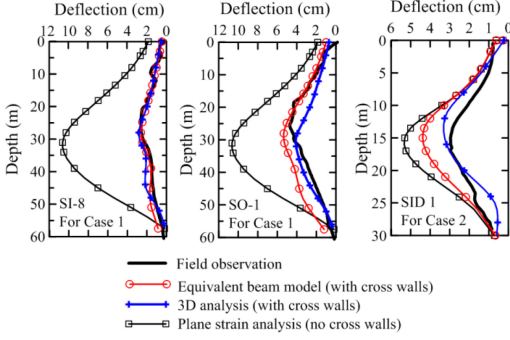 Deflection (cm)
12 10 8 6 4 2 0
Depth (m)
0
10
20
30
40
50
60
SI-8
For Case 1
Deflection (cm)
12 10 8 6 4 2 0
Depth (m)
0
10
20
30
40
50
60
SO-1
For Case 1
Deflection (cm)
6 5 4 3 2 1 0
Depth (m)
0
5
10
15
20
25
30
SID 1
For Case 2
Field observation
Equivalent beam model (with cross walls)
3D analysis (with cross walls)
Plane strain analysis (no cross walls)